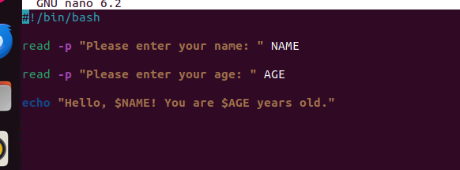 GNU nano 6.2
#!/bin/bash
read -p "Please enter your name: " NAME
read -p "Please enter your age: " AGE
echo "Hello, $NAME! You are $AGE years old."